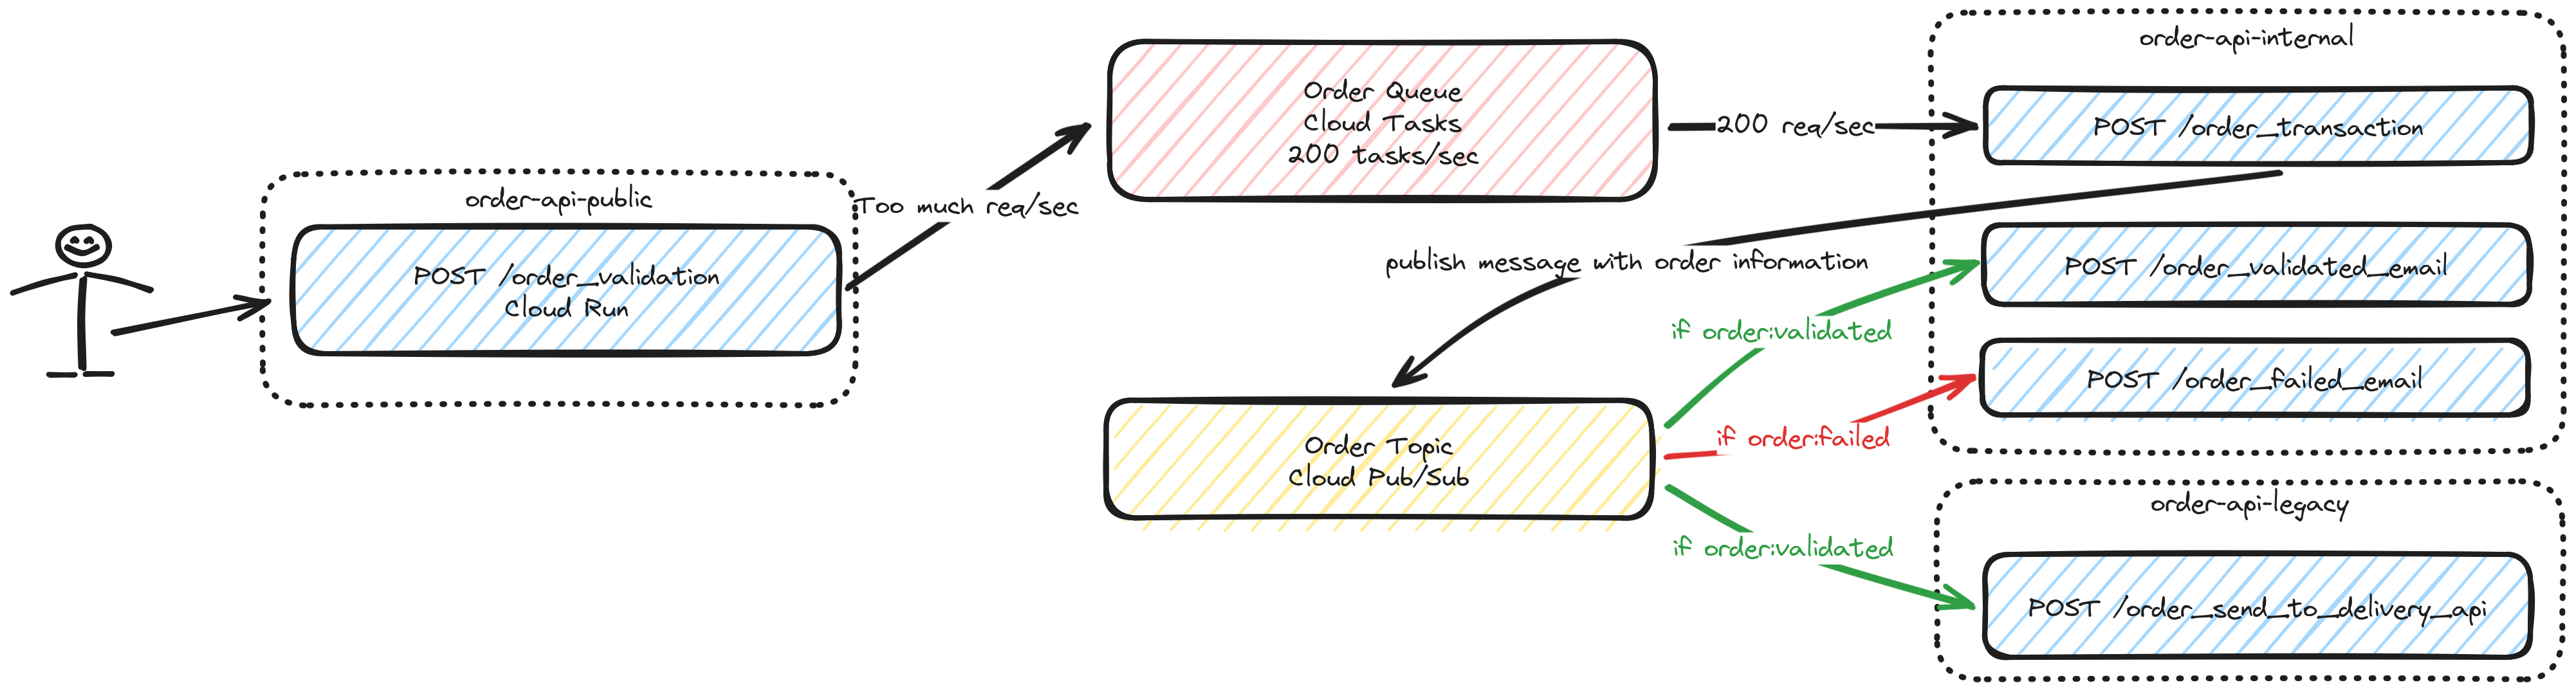 order-api-public
POST /order_validation
Cloud Run
Too much req/sec
Order Queue
Cloud Tasks
200 tasks/sec
200 req/sec
order-api-internal
POST /order_transaction
publish message with order information
POST /order_validated_email
POST /order_failed_email
Order Topic
Cloud Pub/Sub
if order:validated
if order:failed
if order:validated
order-api-legacy
POST /order_send_to_delivery_api